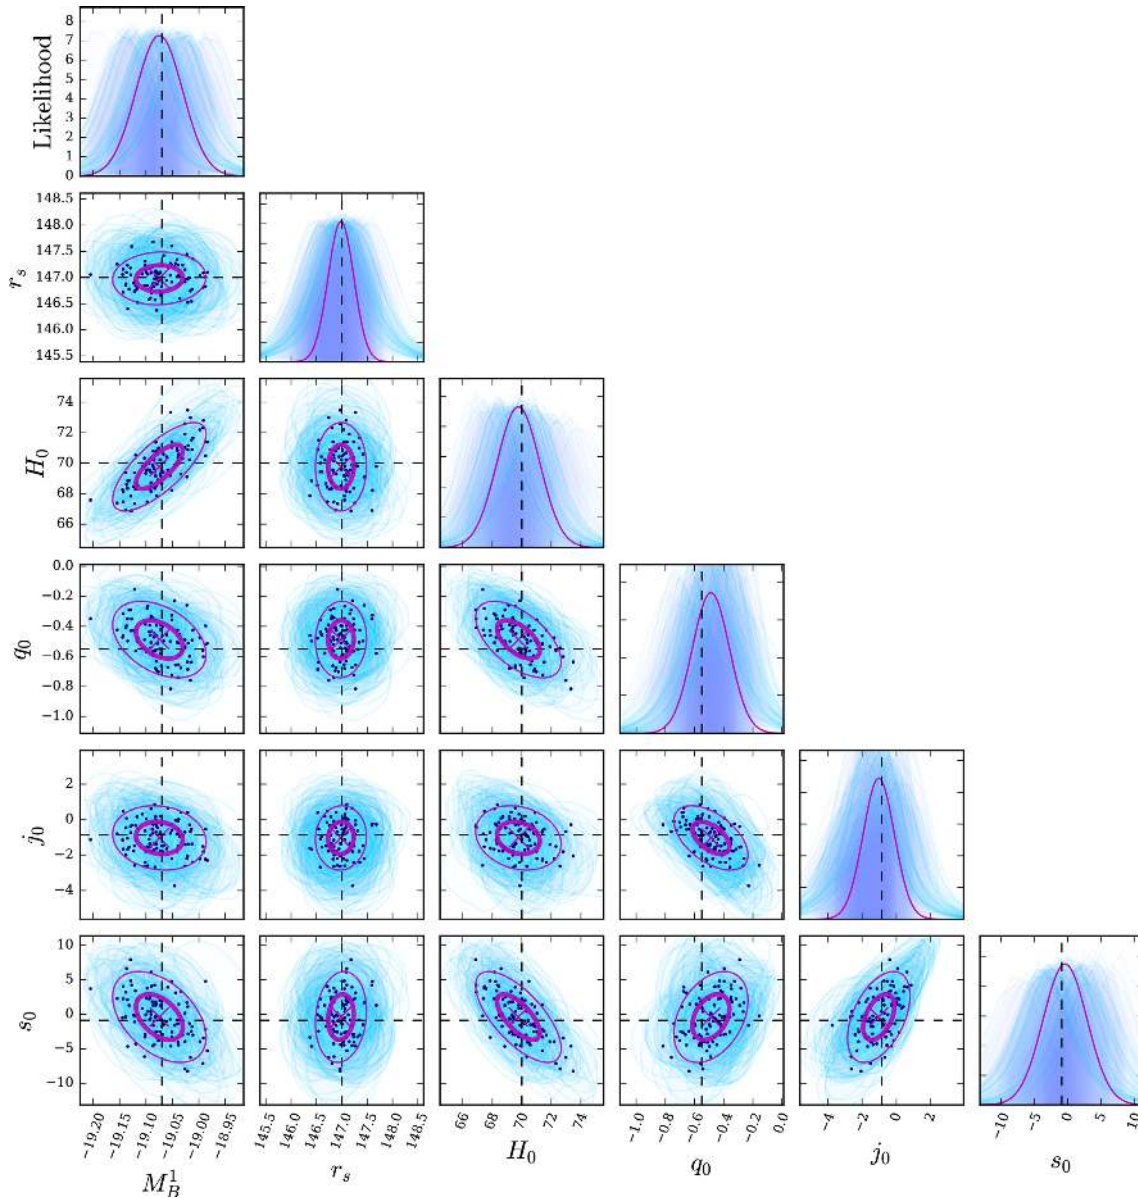 Likelihood
8
7
6
5
4
3
2
1
0
r_s
148.5
148.0
147.5
147.0
146.5
146.0
145.5
H_0
74
72
70
68
66
q_0
0.0
−0.2
−0.4
−0.6
−0.8
−1.0
j_0
2
0
−2
−4
s_0
10
5
0
−5
−10
−19.20 −19.15 −19.10 −19.05 −19.00 −18.95
145.5 146.0 146.5 147.0 147.5 148.0 148.5
66 68 70 72 74
−1.0 −0.8 −0.6 −0.4 −0.2 0.0
−4 −2 0 2
−10 −5 0 5 10
M_B^1 r_s H_0 q_0 j_0 s_0